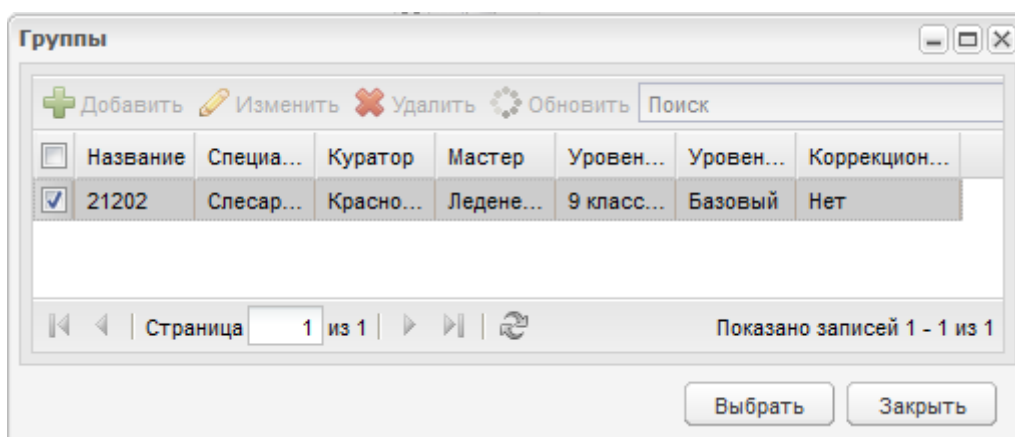 Группы
Добавить Изменить Удалить Обновить Поиск
Название Специа... Куратор Мастер Уровен... Уровен... Коррекцион...
21202 Слесар... Красно... Ледене... 9 класс... Базовый Нет
Страница 1 из 1 Показано записей 1 - 1 из 1
Выбрать Закрыть